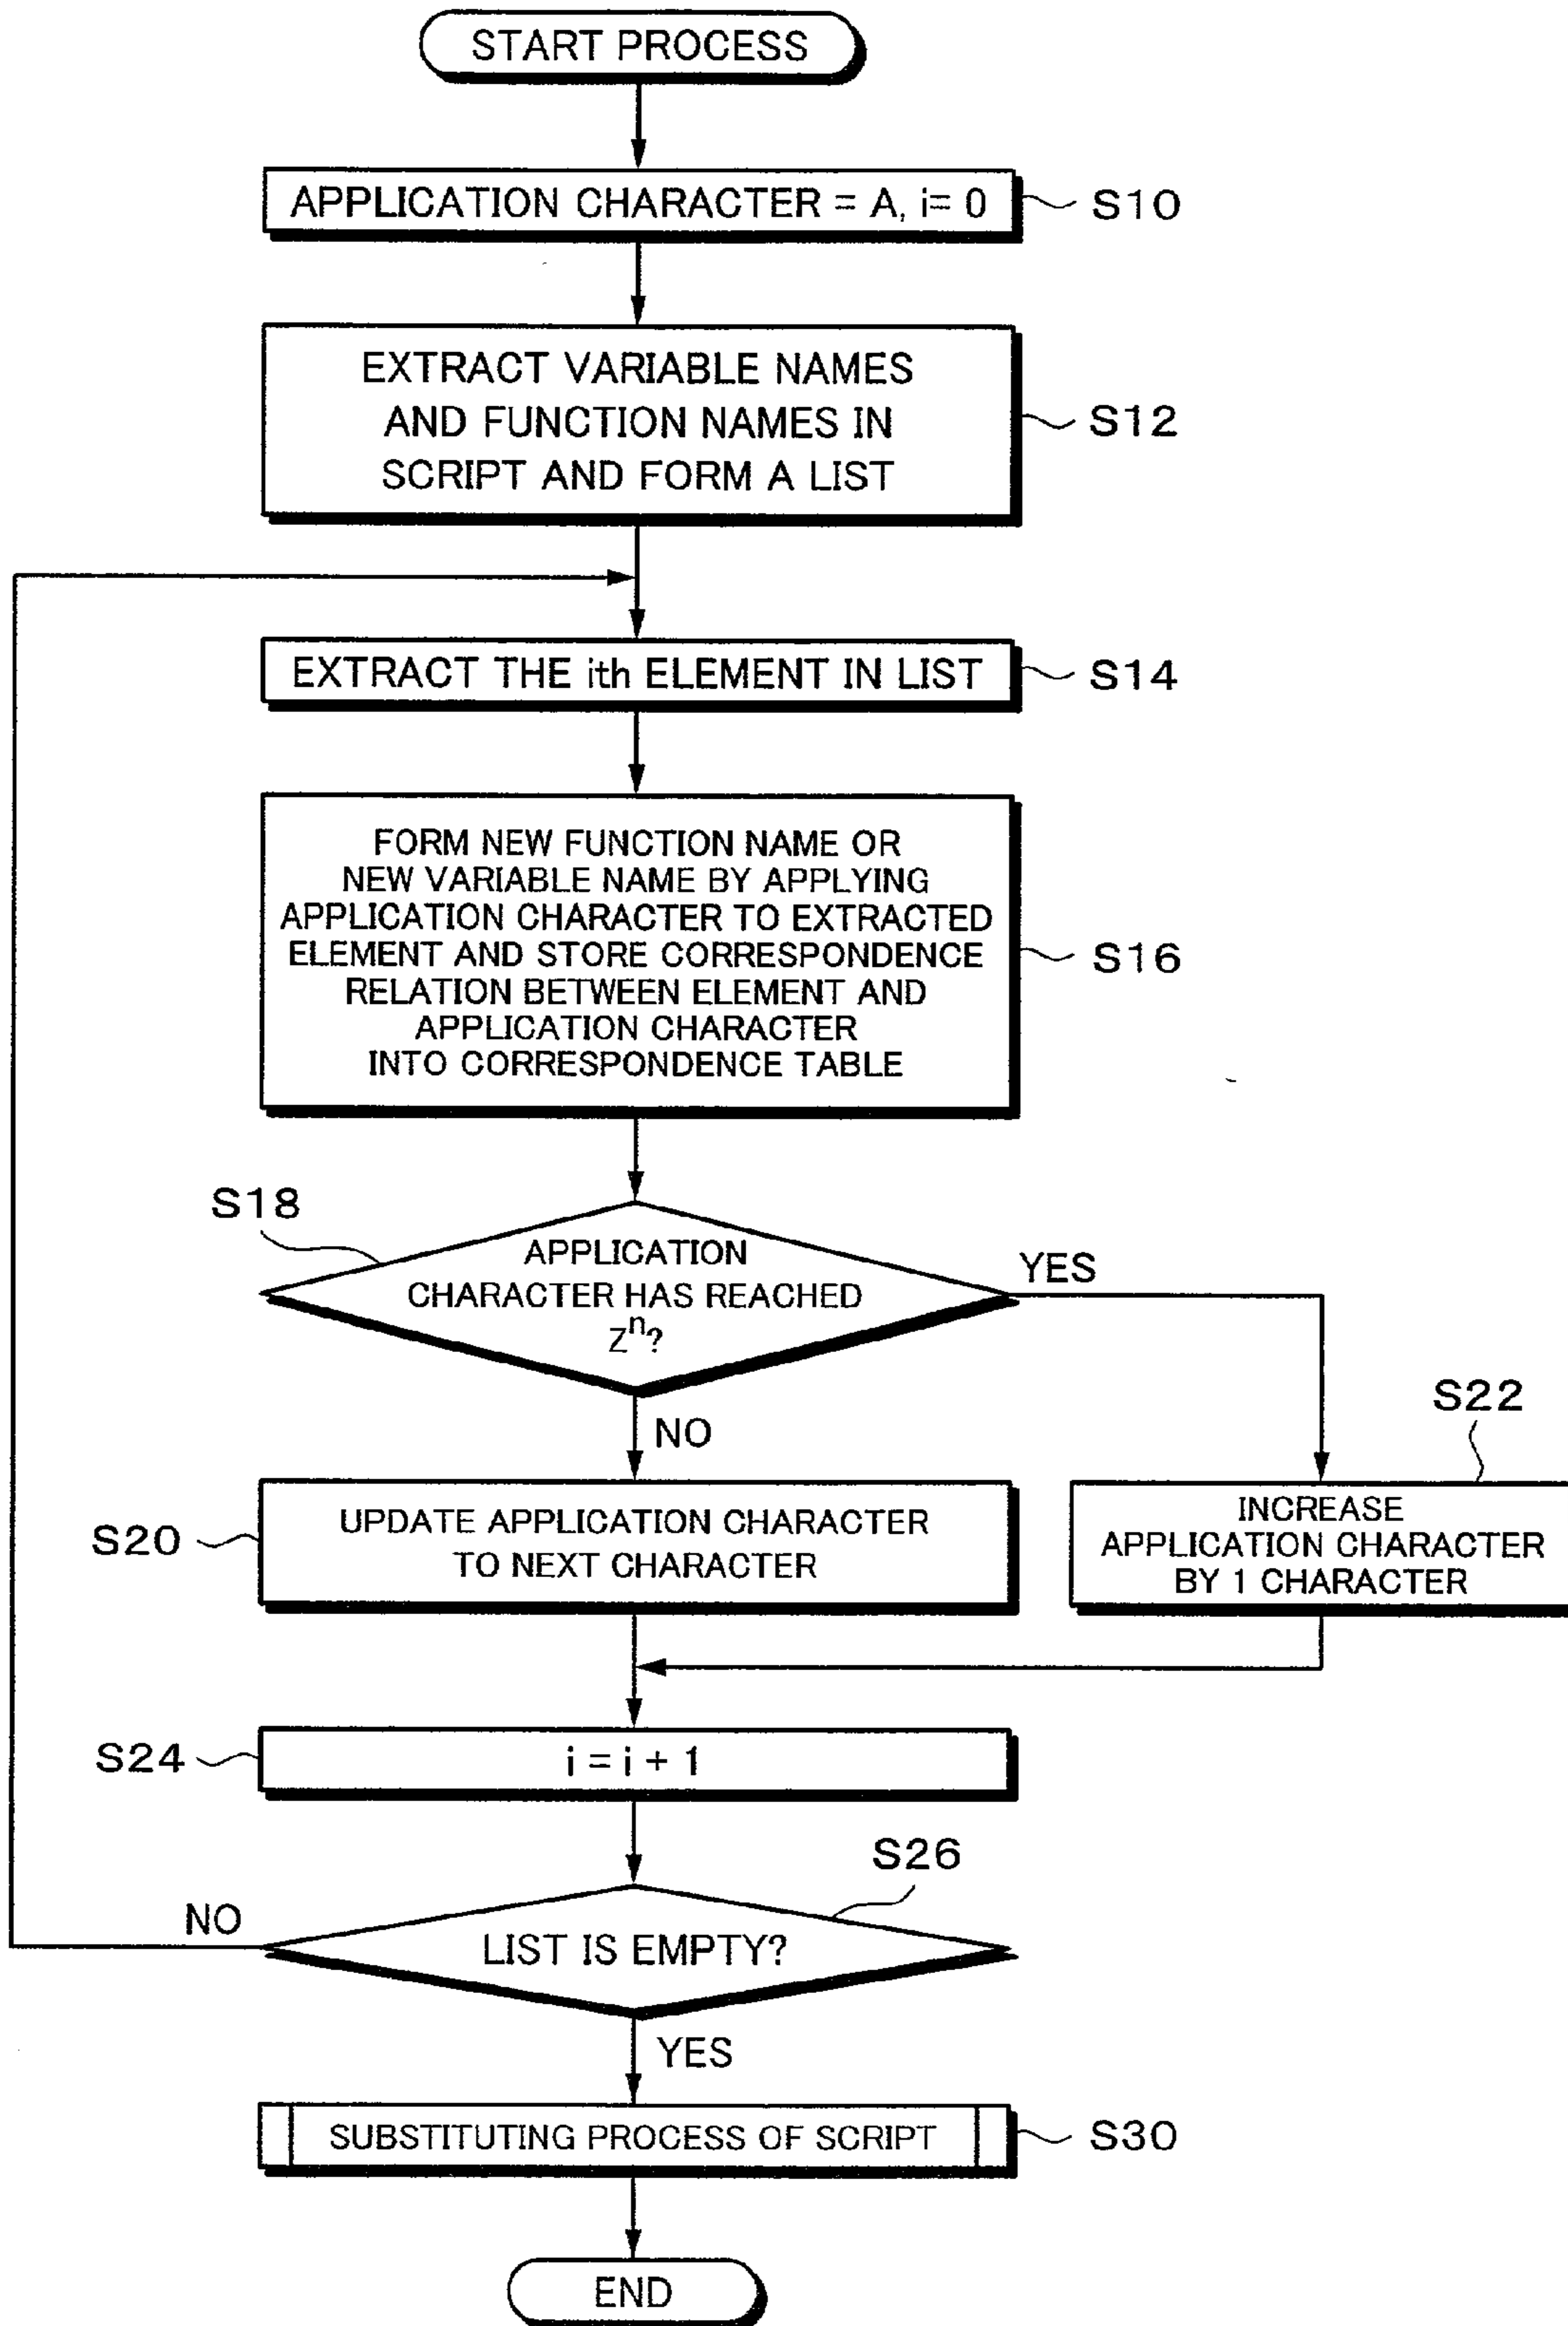 START PROCESS
APPLICATION CHARACTER = A, i= 0
S10
EXTRACT VARIABLE NAMES
AND FUNCTION NAMES IN
SCRIPT AND FORM A LIST
S12
EXTRACT THE ith ELEMENT IN LIST
S14
FORM NEW FUNCTION NAME OR
NEW VARIABLE NAME BY APPLYING
APPLICATION CHARACTER TO EXTRACTED
ELEMENT AND STORE CORRESPONDENCE
RELATION BETWEEN ELEMENT AND
APPLICATION CHARACTER
INTO CORRESPONDENCE TABLE
S16
S18
APPLICATION
CHARACTER HAS REACHED
Zⁿ?
YES
NO
S22
INCREASE
APPLICATION CHARACTER
BY 1 CHARACTER
S20
UPDATE APPLICATION CHARACTER
TO NEXT CHARACTER
S24
i = i + 1
S26
NO
LIST IS EMPTY?
YES
SUBSTITUTING PROCESS OF SCRIPT
S30
END